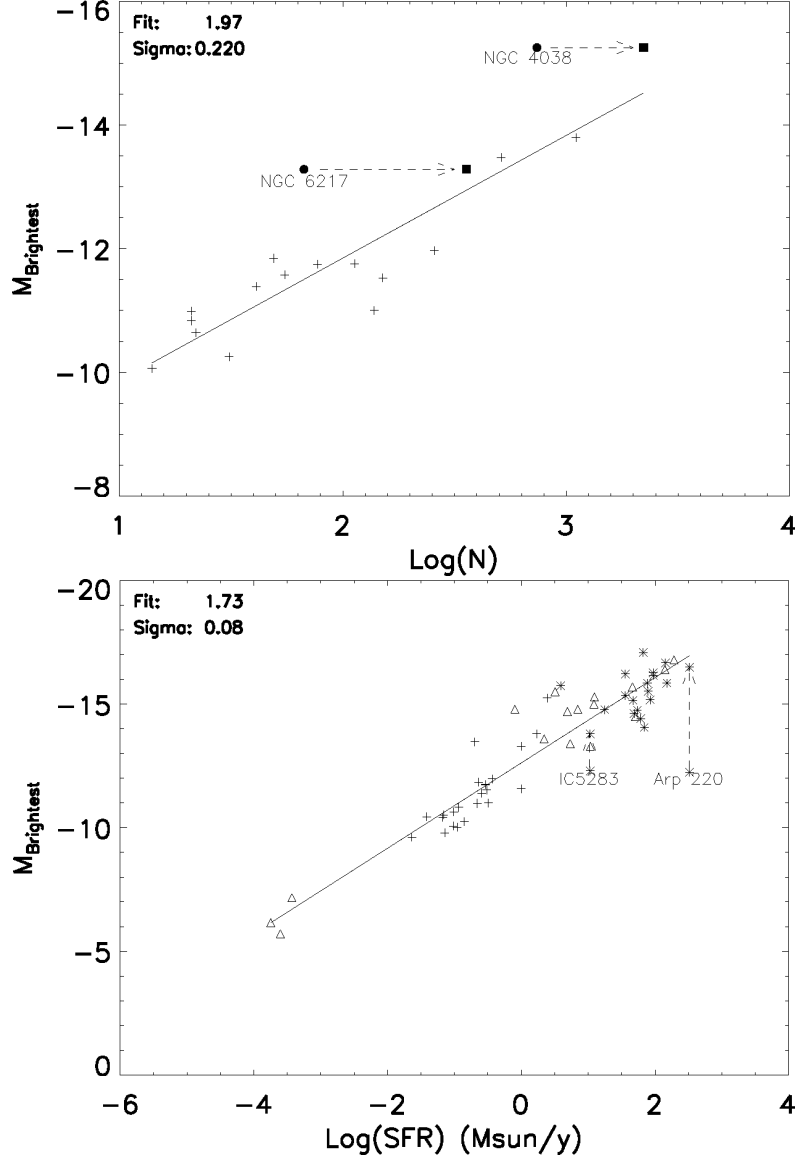 -16
Fit: 1.97
Sigma: 0.220
NGC 4038
-14
NGC 6217
-12
MBrightest
-10
-8
1 2 3 4
Log(N)
-20
Fit: 1.73
Sigma: 0.08
-15
IC5283 Arp 220
-10
MBrightest
-5
0
-6 -4 -2 0 2 4
Log(SFR) (Msun/y)